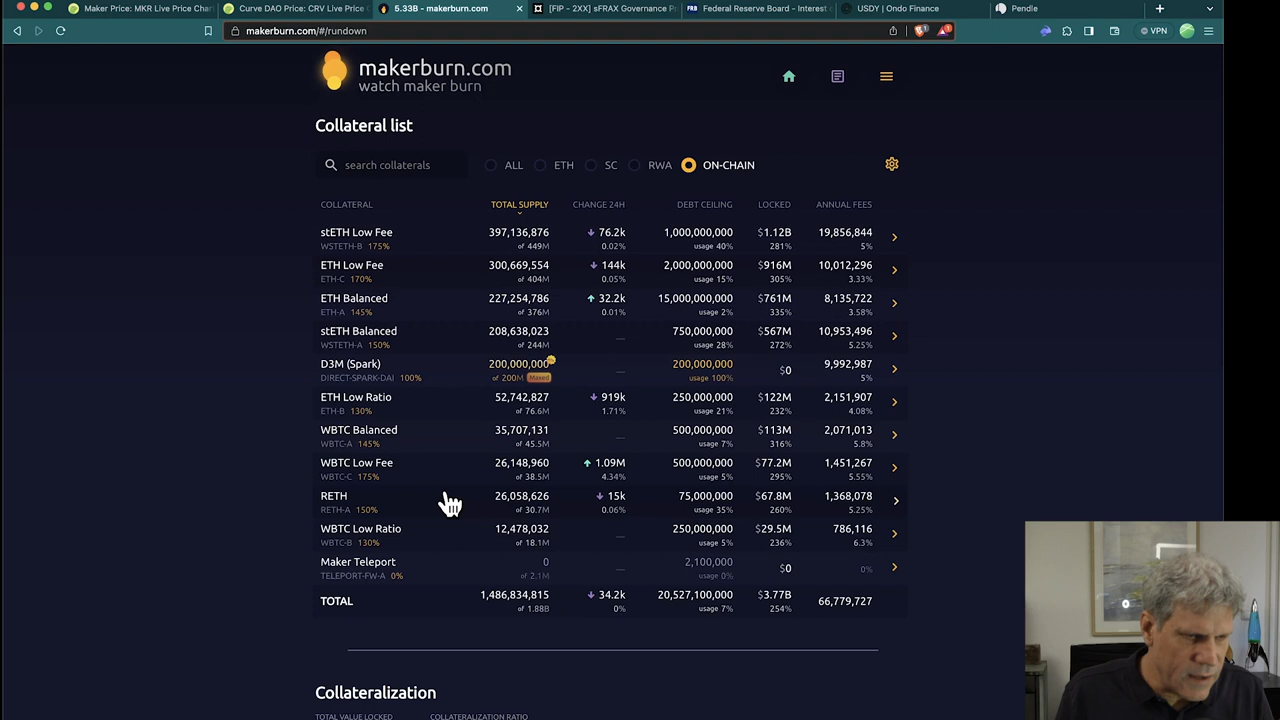 Maker Price: MKR Live Price Char
Curve DAO Price: CRV Live Price C
5.33B - makerburn.com
[FIP - 2XX] sFRAX Governance Pr
FRB
Federal Reserve Board - Interest o
USDY | Ondo Finance
Pendle
makerburn.com/#/rundown
VPN
makerburn.com
watch maker burn
Collateral list
search collaterals
ALL ETH SC RWA ON-CHAIN
COLLATERAL TOTAL SUPPLY CHANGE 24H DEBT CEILING LOCKED ANNUAL FEES
stETH Low Fee 397,136,876 76.2k 1,000,000,000 $1.12B 19,856,844
WSTETH-B 175% of 449M 0.02% usage 40% 281% 5%
ETH Low Fee 300,669,554 144k 2,000,000,000 $916M 10,012,296
ETH-C 170% of 404M 0.05% usage 15% 305% 3.33%
ETH Balanced 227,254,786 32.2k 15,000,000,000 $761M 8,135,722
ETH-A 145% of 376M 0.01% usage 2% 335% 3.58%
stETH Balanced 208,638,023 — 750,000,000 $567M 10,953,496
WSTETH-A 150% of 244M usage 28% 272% 5.25%
D3M (Spark) 200,000,000 — 200,000,000 $0 9,992,987
DIRECT-SPARK-DAI 100% of 200M Maxed usage 100% 5%
ETH Low Ratio 52,742,827 919k 250,000,000 $122M 2,151,907
ETH-B 130% of 76.6M 1.71% usage 21% 232% 4.08%
WBTC Balanced 35,707,131 — 500,000,000 $113M 2,071,013
WBTC-A 145% of 45.5M usage 7% 316% 5.8%
WBTC Low Fee 26,148,960 1.09M 500,000,000 $77.2M 1,451,267
WBTC-C 175% of 38.5M 4.34% usage 5% 295% 5.55%
RETH 26,058,626 15k 75,000,000 $67.8M 1,368,078
RETH-A 150% of 30.7M 0.06% usage 35% 260% 5.25%
WBTC Low Ratio 12,478,032 — 250,000,000 $29.5M 786,116
WBTC-B 130% of 18.1M usage 5% 236% 6.3%
Maker Teleport 0 — 2,100,000 $0 0%
TELEPORT-FW-A 0% of 2.1M usage 0%
TOTAL 1,486,834,815 34.2k 20,527,100,000 $3.77B 66,779,727
of 1.88B 0% usage 7% 254%
Collateralization
TOTAL VALUE LOCKED COLLATERALIZATION RATIO